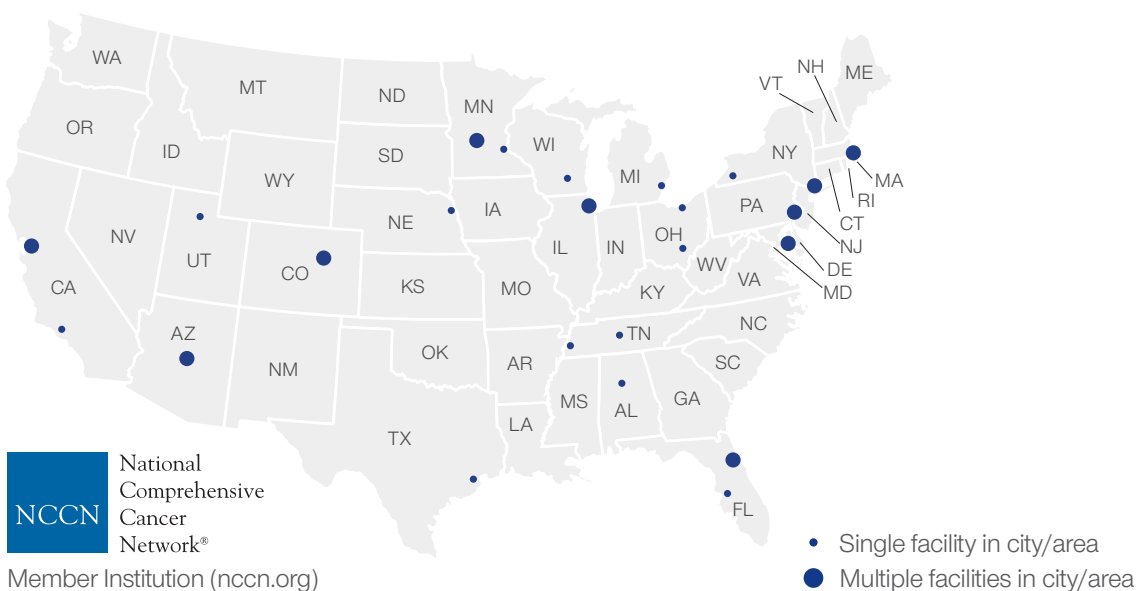 WA
MT
ND
MN
VT
NH
ME
OR
ID
SD
WI
MI
NY
MA
WY
NE
IA
PA
RI
NV
UT
CO
IL
IN
OH
CT
NJ
CA
KS
MO
WV
VA
DE
KY
MD
AZ
NM
OK
AR
TN
NC
SC
TX
LA
MS
AL
GA
FL
NCCN
National
Comprehensive
Cancer
Network®
Member Institution (nccn.org)
Single facility in city/area
Multiple facilities in city/area